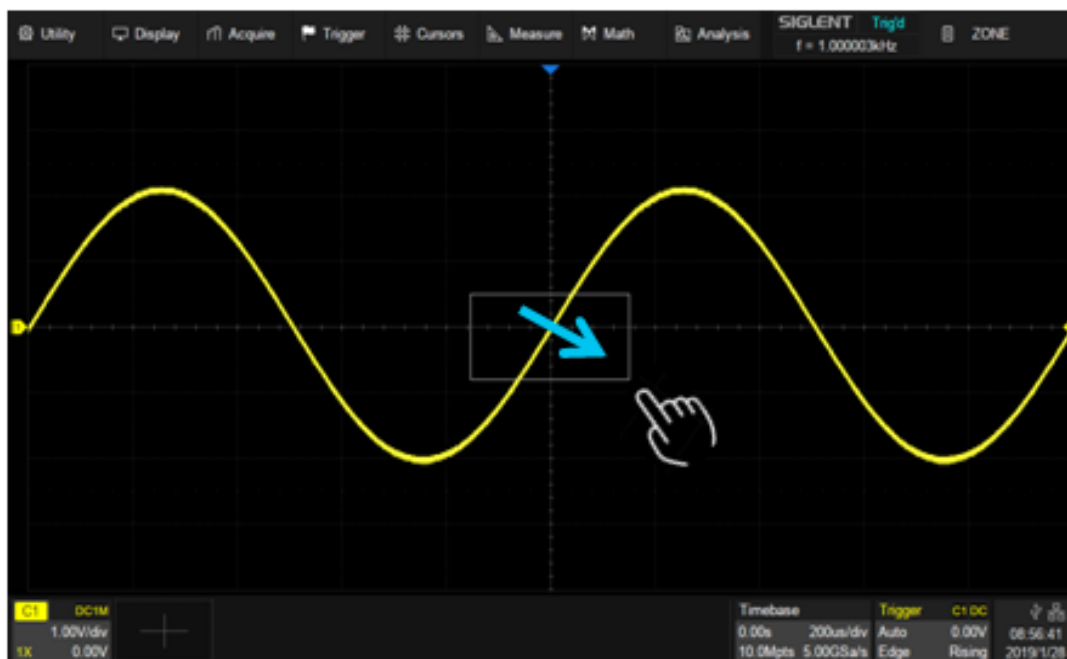 Utility Display Acquire Trigger Cursors Measure Math Analysis SIGLENT Trig'd ZONE
f = 1.000003kHz
C1 DC1M
1.00V/div
1X 0.00V
Timebase
0.00s 200us/div
10.0Mpts 5.00GSa/s
Trigger C1 DC
Auto 0.00V
Edge Rising
08:56:41
2019/1/28